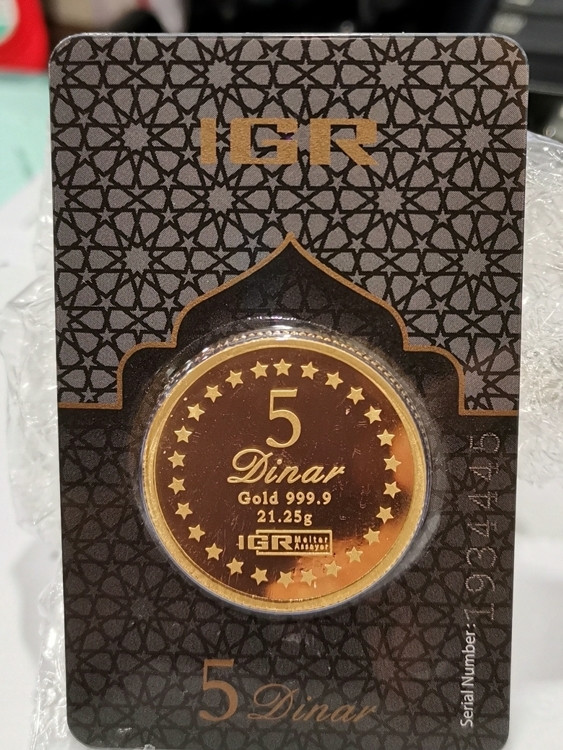 IGR
5
Dinar
Gold 999.9
21.25g
IGR Melter Assayer
5 Dinar
Serial Number: 1934445